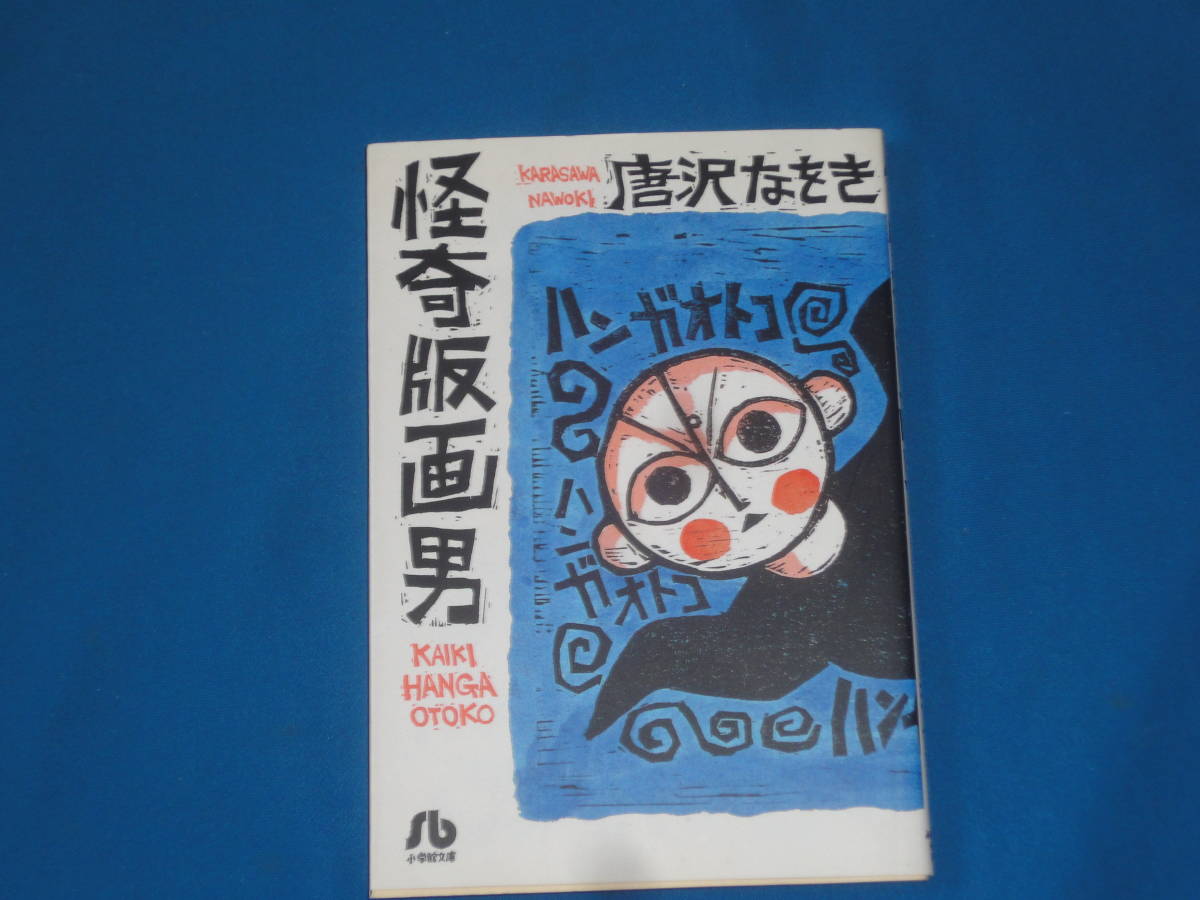 怪奇版画男
KAIKI
HANGA
OTOKO
KARASAWA
NAWOKI
唐沢なをき
ハンガオトコ
ハンガオトコ
ハン
小学館文庫